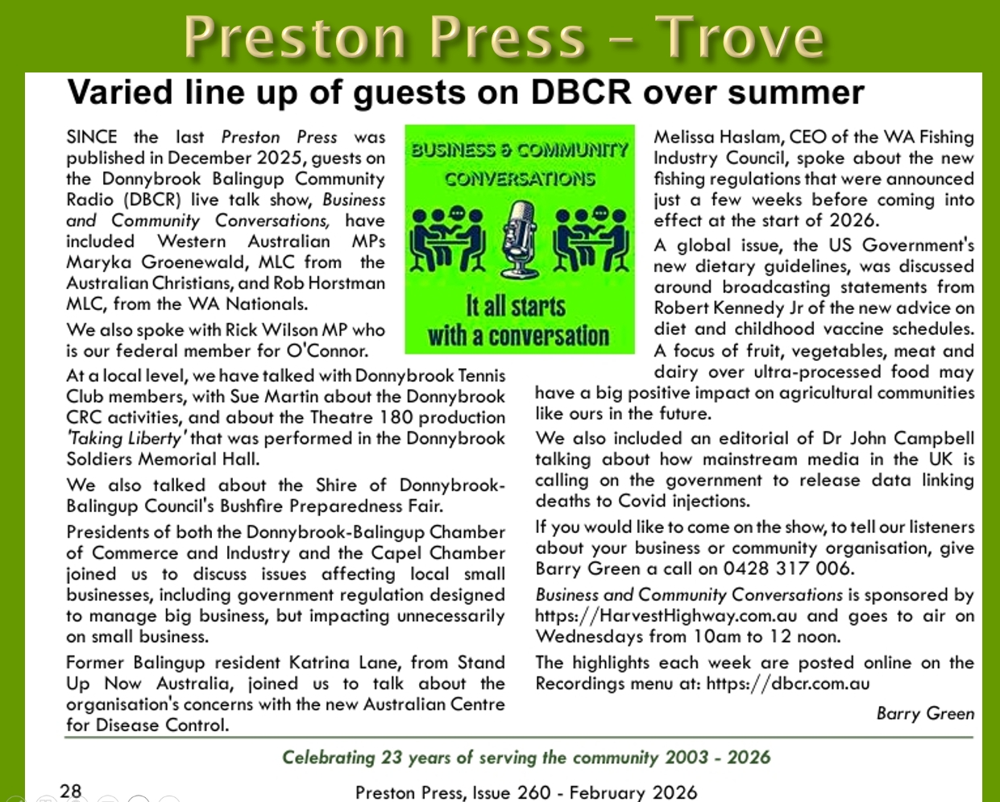 Preston Press – Trove
Varied line up of guests on DBCR over summer
SINCE the last Preston Press was
published in December 2025, guests on
the Donnybrook Balingup Community
Radio (DBCR) live talk show, Business
and Community Conversations, have
included Western Australian MPs
Maryka Groenewald, MLC from the
Australian Christians, and Rob Horstman
MLC, from the WA Nationals.
We also spoke with Rick Wilson MP who
is our federal member for O'Connor.
At a local level, we have talked with Donnybrook Tennis
Club members, with Sue Martin about the Donnybrook
CRC activities, and about the Theatre 180 production
'Taking Liberty' that was performed in the Donnybrook
Soldiers Memorial Hall.
We also talked about the Shire of Donnybrook-
Balingup Council's Bushfire Preparedness Fair.
Presidents of both the Donnybrook-Balingup Chamber
of Commerce and Industry and the Capel Chamber
joined us to discuss issues affecting local small
businesses, including government regulation designed
to manage big business, but impacting unnecessarily
on small business.
Former Balingup resident Katrina Lane, from Stand
Up Now Australia, joined us to talk about the
organisation's concerns with the new Australian Centre
for Disease Control.
BUSINESS & COMMUNITY
CONVERSATIONS
It all starts
with a conversation
Melissa Haslam, CEO of the WA Fishing
Industry Council, spoke about the new
fishing regulations that were announced
just a few weeks before coming into
effect at the start of 2026.
A global issue, the US Government's
new dietary guidelines, was discussed
around broadcasting statements from
Robert Kennedy Jr of the new advice on
diet and childhood vaccine schedules.
A focus of fruit, vegetables, meat and
dairy over ultra-processed food may
have a big positive impact on agricultural communities
like ours in the future.
We also included an editorial of Dr John Campbell
talking about how mainstream media in the UK is
calling on the government to release data linking
deaths to Covid injections.
If you would like to come on the show, to tell our listeners
about your business or community organisation, give
Barry Green a call on 0428 317 006.
Business and Community Conversations is sponsored by
https://HarvestHighway.com.au and goes to air on
Wednesdays from 10am to 12 noon.
The highlights each week are posted online on the
Recordings menu at: https://dbcr.com.au
Barry Green
Celebrating 23 years of serving the community 2003 - 2026
28
Preston Press, Issue 260 - February 2026